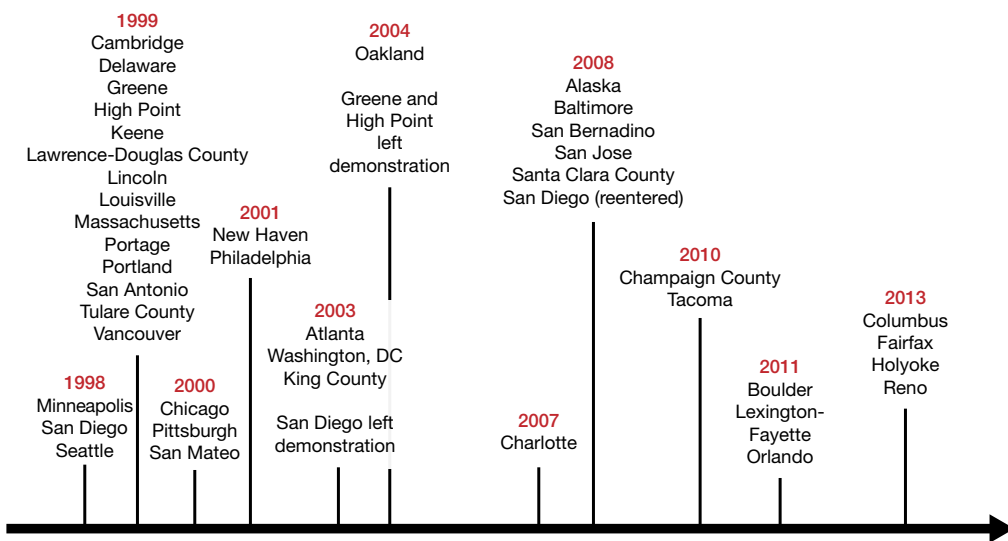 1999
Cambridge
Delaware
Greene
High Point
Keene
Lawrence-Douglas County
Lincoln
Louisville
Massachusetts
Portage
Portland
San Antonio
Tulare County
Vancouver
1998
Minneapolis
San Diego
Seattle
2000
Chicago
Pittsburgh
San Mateo
2001
New Haven
Philadelphia
2004
Oakland
Greene and
High Point
left
demonstration
2003
Atlanta
Washington, DC
King County
San Diego left
demonstration
2008
Alaska
Baltimore
San Bernadino
San Jose
Santa Clara County
San Diego (reentered)
2007
Charlotte
2010
Champaign County
Tacoma
2011
Boulder
Lexington-
Fayette
Orlando
2013
Columbus
Fairfax
Holyoke
Reno